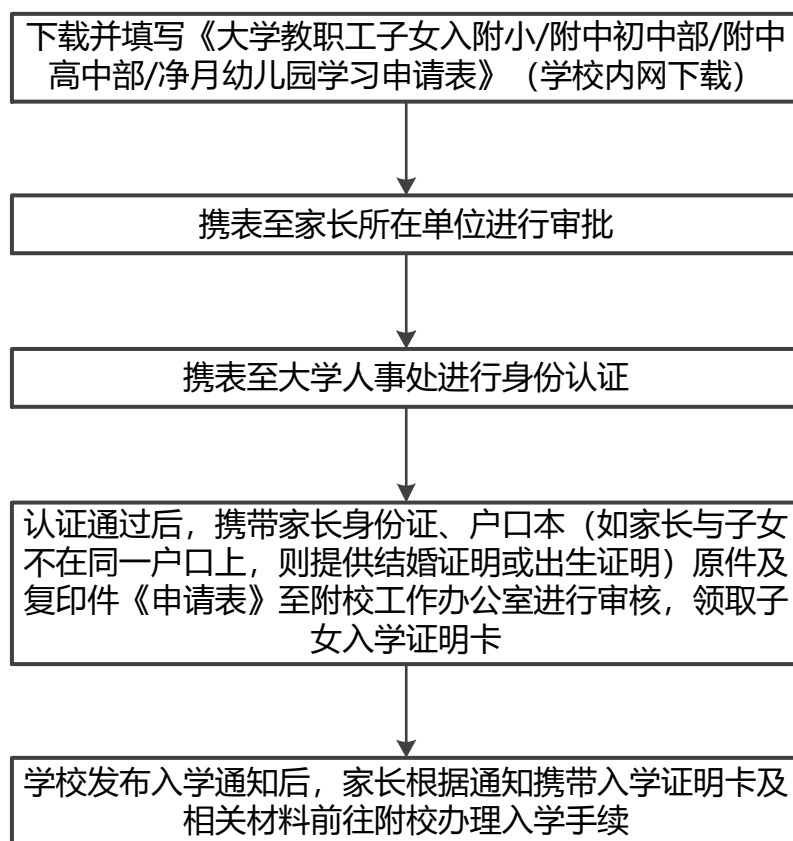 下载并填写《大学教职工子女入附小/附中初中部/附中
高中部/净月幼儿园学习申请表》（学校内网下载）
携表至家长所在单位进行审批
携表至大学人事处进行身份认证
认证通过后，携带家长身份证、户口本（如家长与子女
不在同一户口上，则提供结婚证明或出生证明）原件及
复印件《申请表》至附校工作办公室进行审核，领取子
女入学证明卡
学校发布入学通知后，家长根据通知携带入学证明卡及
相关材料前往附校办理入学手续